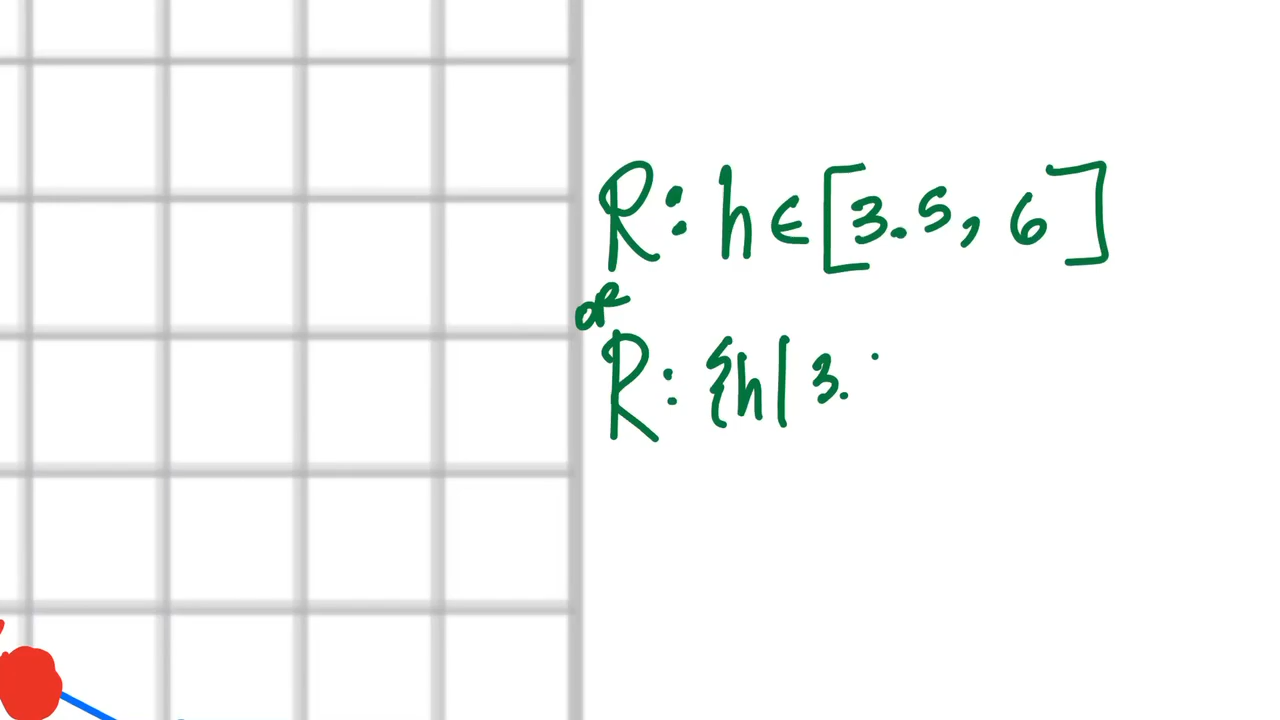 R: h ∈ [3.5, 6]
or
R: {h| 3.